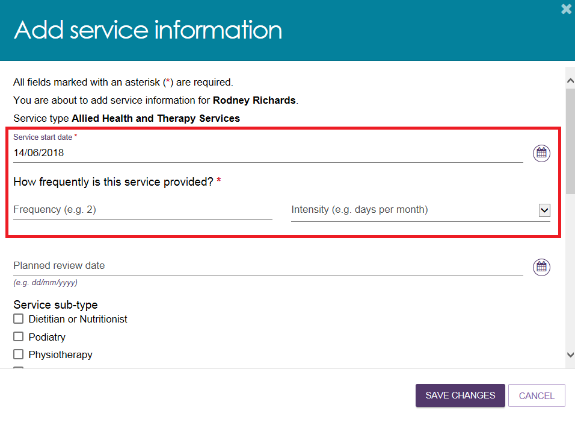 Add service information
All fields marked with an asterisk (*) are required.
You are about to add service information for Rodney Richards.
Service type Allied Health and Therapy Services
Service start date *
14/06/2018
How frequently is this service provided? *
Frequency (e.g. 2) Intensity (e.g. days per month)
Planned review date
(e.g. dd/mm/yyyy)
Service sub-type
Dietitian or Nutritionist
Podiatry
Physiotherapy
SAVE CHANGES CANCEL